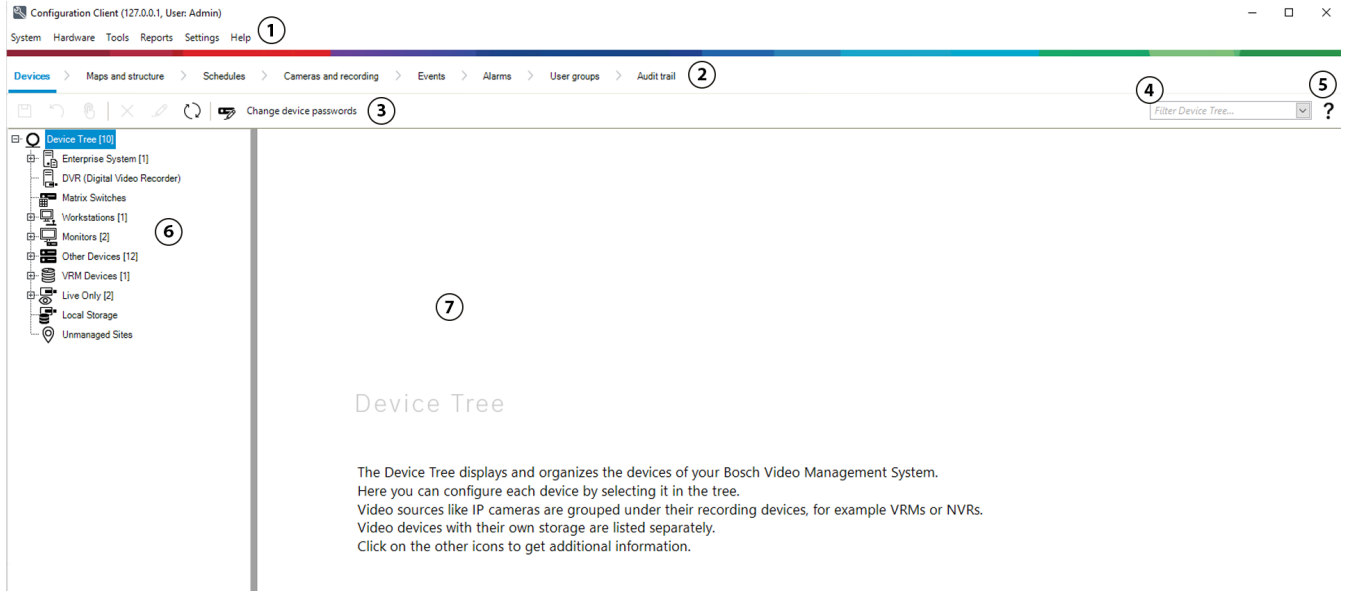 Configuration Client (127.0.0.1, User: Admin)
System Hardware Tools Reports Settings Help 1
Devices Maps and structure Schedules Cameras and recording Events Alarms User groups Audit trail 2
Change device passwords 3
4
Filter Device Tree...
5
?
Device Tree [10]
Enterprise System [1]
DVR (Digital Video Recorder)
Matrix Switches
Workstations [1]
Monitors [2]
6
Other Devices [12]
VRM Devices [1]
Live Only [2]
Local Storage
Unmanaged Sites
7
Device Tree
The Device Tree displays and organizes the devices of your Bosch Video Management System.
Here you can configure each device by selecting it in the tree.
Video sources like IP cameras are grouped under their recording devices, for example VRMs or NVRs.
Video devices with their own storage are listed separately.
Click on the other icons to get additional information.